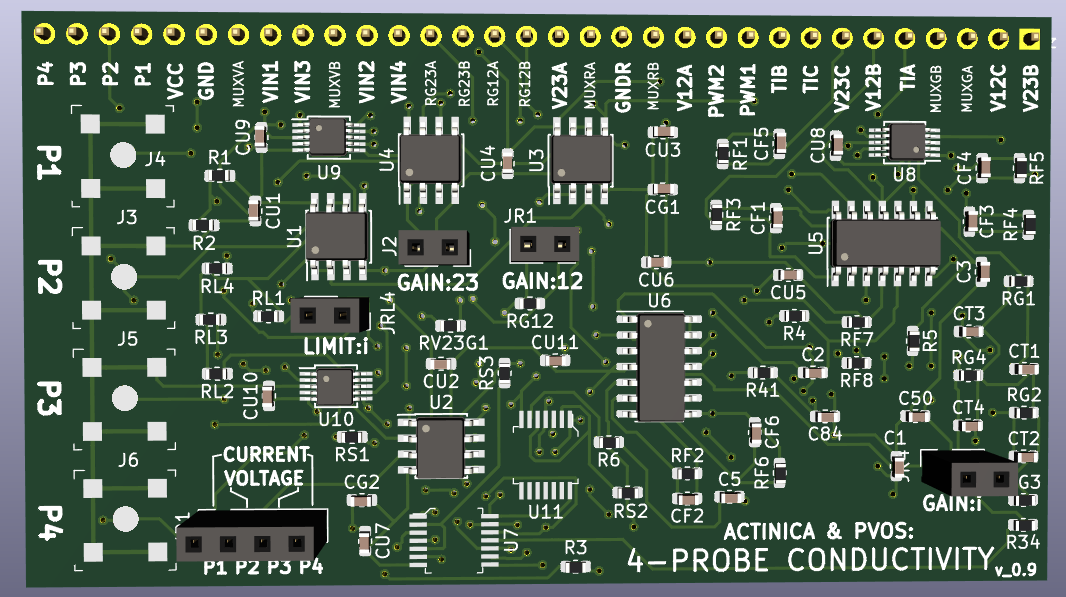 P4 P3 P2 P1 VCC GND MUXVA VIN1 VIN3 MUXVB VIN2 VIN4 RG23A RG23B RG12A RG12B V23A MUXRA GNDR MUXRB V12A PWM2 PWM1 TIB TIC V23C V12B TIA MUXGB MUXGA V12C V23B
P1
J4
R1
CU9
U9
U4
CU4
U3
CU3
RF1
CF5
CU8
U8
CF4
RF5
J3
R2
CU1
U1
J2
JR1
CG1
RF3
CF1
U5
CF3
RF4
P2
RL4
GAIN:23
GAIN:12
CU6
CU5
C3
RG1
RL1
JRL4
RG12
U6
R4
RF7
R5
CT3
J5
RL3
LIMIT:i
RV23G1
CU11
RL2
CU10
CU2
RS3
R41
C2
RF8
RG4
CT1
P3
U10
U2
C84
C50
RG2
J6
RS1
R6
CF6
CT4
CURRENT
VOLTAGE
RF2
RF6
C1
CT2
CG2
RS2
C5
GAIN:i
G3
P4
U11
CF2
CU7
U7
R3
ACTINICA & PVOS:
R34
P1 P2 P3 P4
4-PROBE CONDUCTIVITY
v_0.9